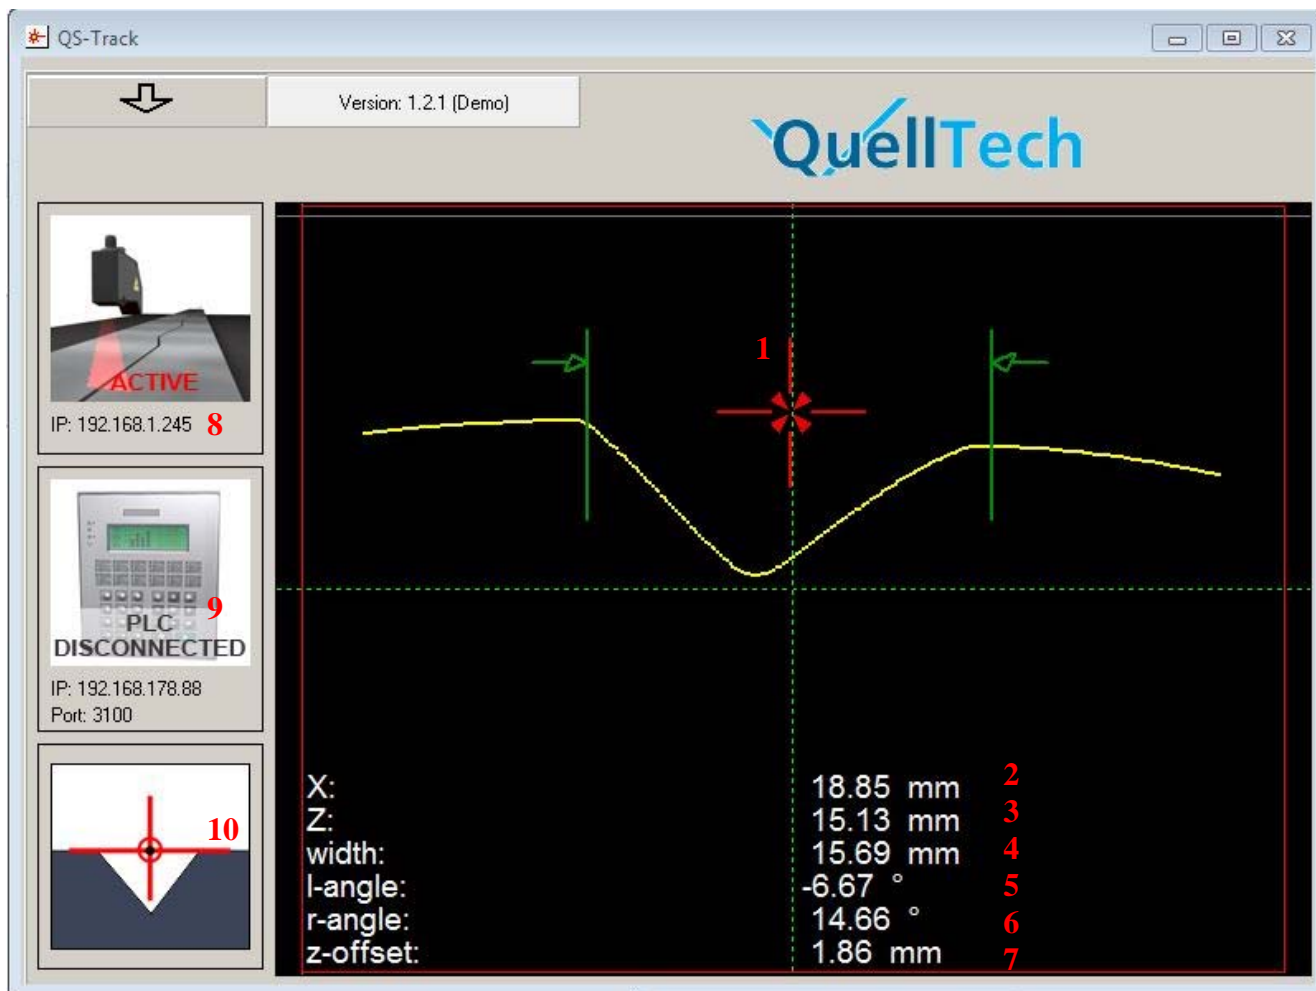 QS-Track
Version: 1.2.1 (Demo)
QuellTech
1
ACTIVE
IP: 192.168.1.245 8
9
PLC
DISCONNECTED
IP: 192.168.178.88
Port: 3100
10
X: 18.85 mm 2
Z: 15.13 mm 3
width: 15.69 mm 4
l-angle: -6.67 ° 5
r-angle: 14.66 ° 6
z-offset: 1.86 mm 7